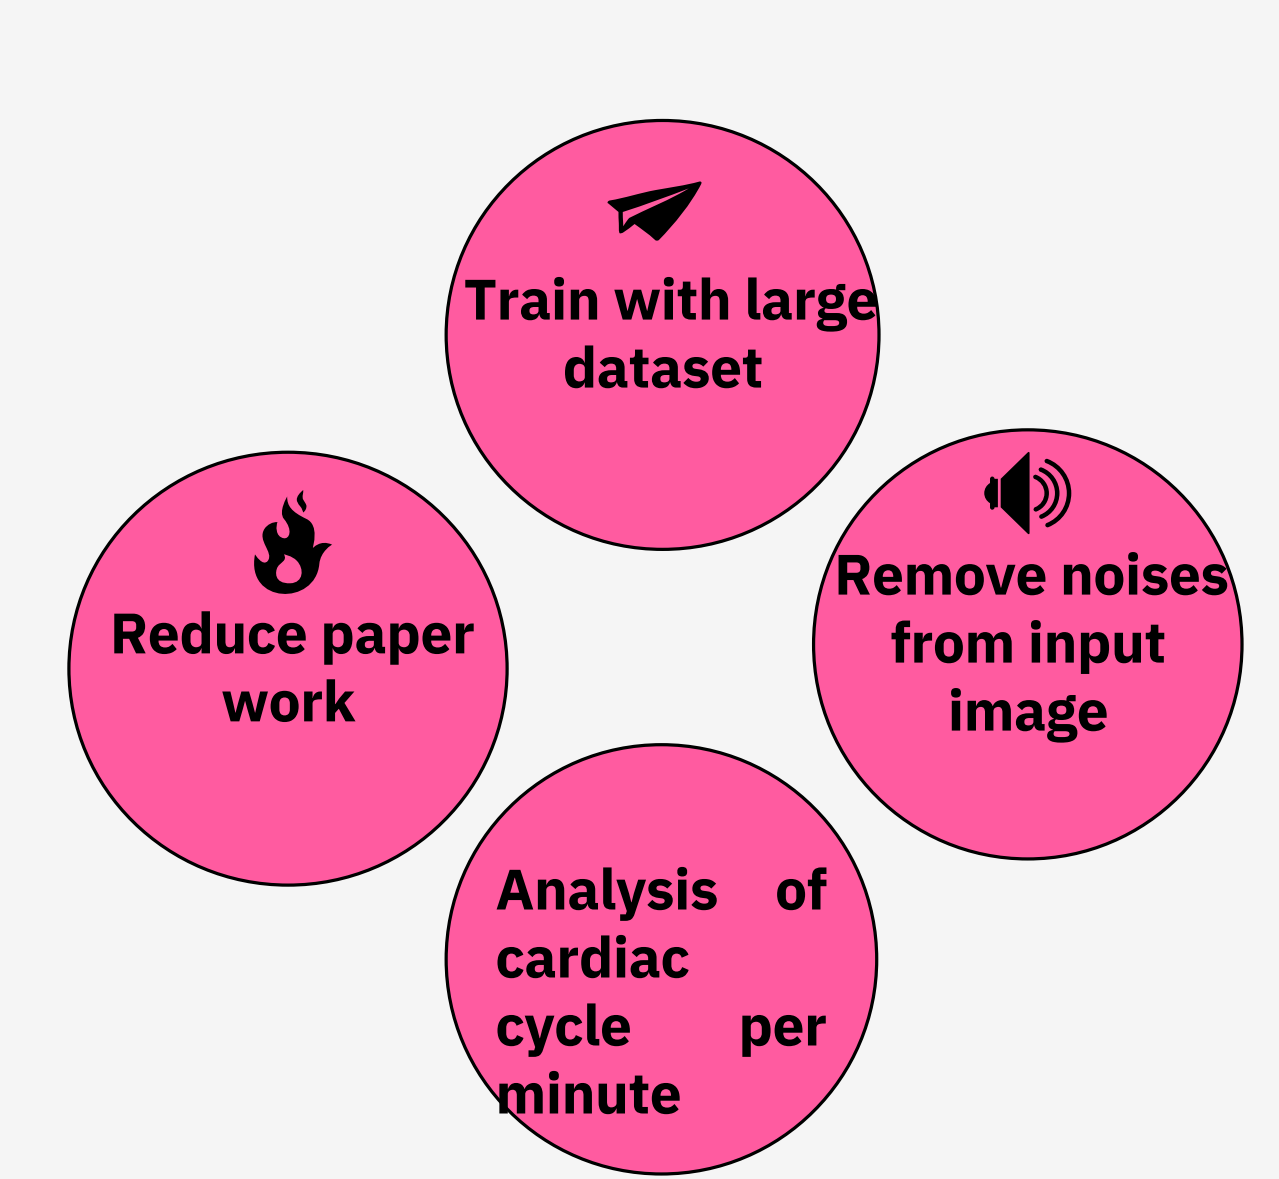 Train with large
dataset
Reduce paper
work
Remove noises
from input
image
Analysis of
cardiac
cycle per
minute